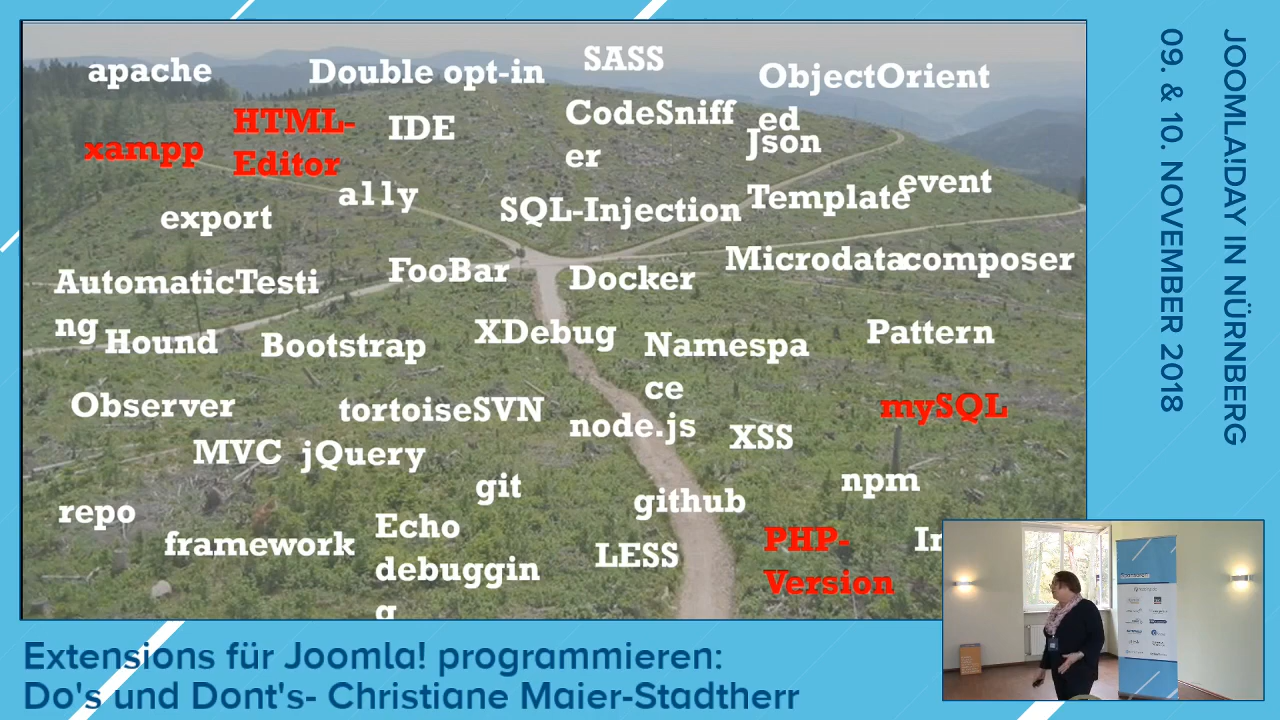 apache
Double opt-in
SASS
ObjectOrient
ed
xampp
HTML-
Editor
IDE
CodeSniff
er
Json
export
a11y
SQL-Injection
Template
event
AutomaticTesti
ng
FooBar
Docker
Microdata
composer
Hound
Bootstrap
XDebug
Namespa
ce
Pattern
Observer
tortoiseSVN
node.js
XSS
mySQL
MVC
jQuery
git
github
npm
repo
framework
Echo
debuggin
g
LESS
PHP-
Version
Extensions für Joomla! programmieren:
Do's und Dont's- Christiane Maier-Stadtherr
JOOMLA!DAY IN NÜRNBERG
09. & 10. NOVEMBER 2018